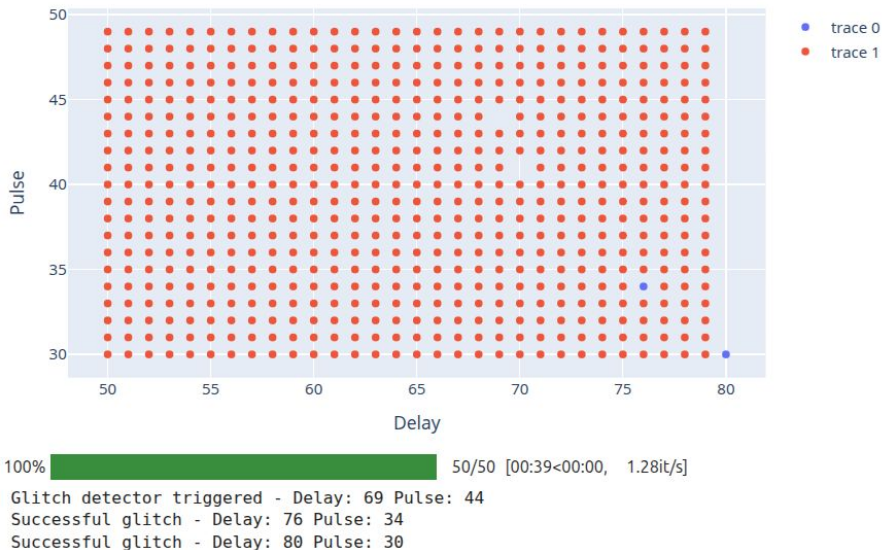 50
45
40
35
30
Pulse
50 55 60 65 70 75 80
Delay
trace 0
trace 1
100% 50/50 [00:39<00:00, 1.28it/s]
Glitch detector triggered - Delay: 69 Pulse: 44
Successful glitch - Delay: 76 Pulse: 34
Successful glitch - Delay: 80 Pulse: 30